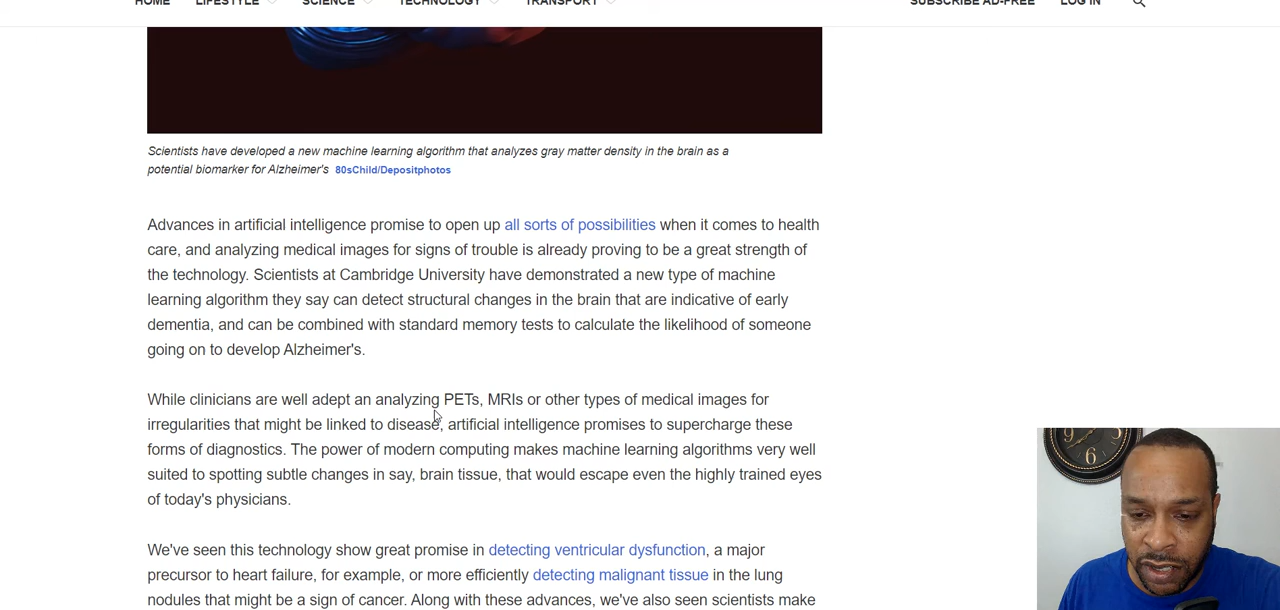 HOME LIFESTYLE SCIENCE TECHNOLOGY TRANSPORT SUBSCRIBE AD-FREE LOG IN
Scientists have developed a new machine learning algorithm that analyzes gray matter density in the brain as a
potential biomarker for Alzheimer's 80sChild/Depositphotos
Advances in artificial intelligence promise to open up all sorts of possibilities when it comes to health
care, and analyzing medical images for signs of trouble is already proving to be a great strength of
the technology. Scientists at Cambridge University have demonstrated a new type of machine
learning algorithm they say can detect structural changes in the brain that are indicative of early
dementia, and can be combined with standard memory tests to calculate the likelihood of someone
going on to develop Alzheimer's.
While clinicians are well adept an analyzing PETs, MRIs or other types of medical images for
irregularities that might be linked to disease, artificial intelligence promises to supercharge these
forms of diagnostics. The power of modern computing makes machine learning algorithms very well
suited to spotting subtle changes in say, brain tissue, that would escape even the highly trained eyes
of today's physicians.
We've seen this technology show great promise in detecting ventricular dysfunction, a major
precursor to heart failure, for example, or more efficiently detecting malignant tissue in the lung
nodules that might be a sign of cancer. Along with these advances, we've also seen scientists make